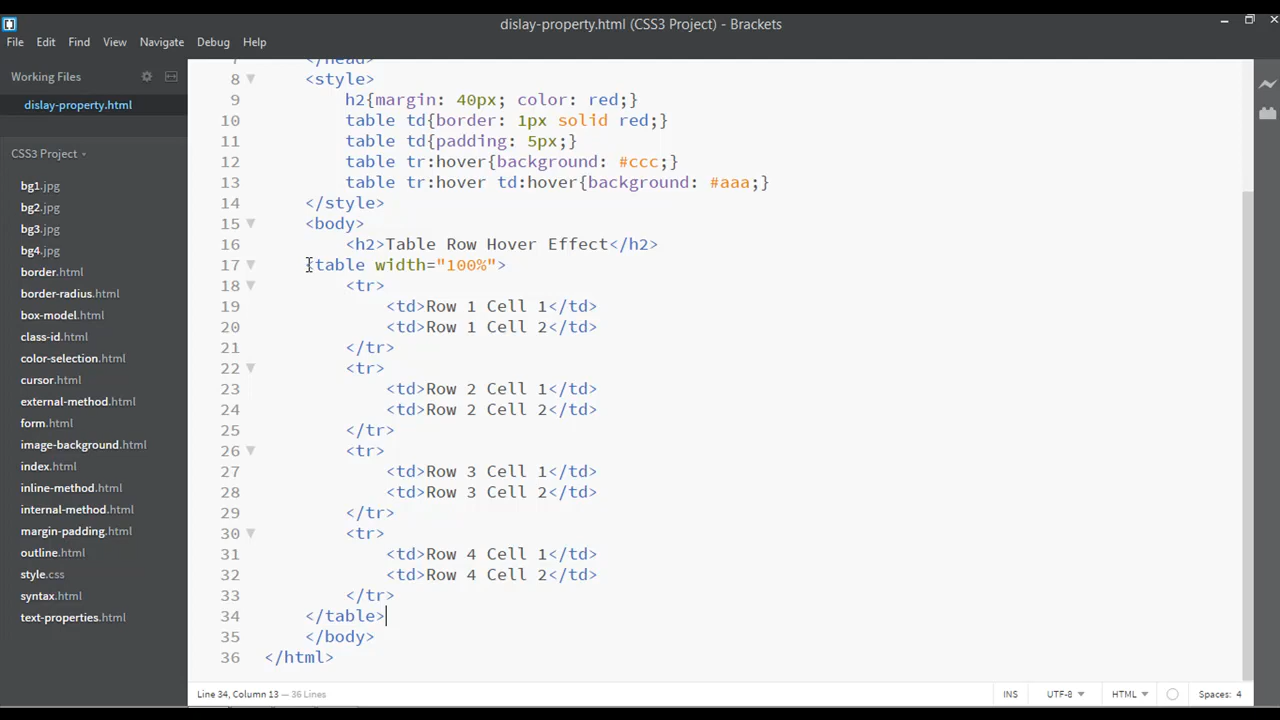 dislay-property.html (CSS3 Project) - Brackets
File Edit Find View Navigate Debug Help
Working Files
dislay-property.html
CSS3 Project
bg1.jpg
bg2.jpg
bg3.jpg
bg4.jpg
border.html
border-radius.html
box-model.html
class-id.html
color-selection.html
cursor.html
external-method.html
form.html
image-background.html
index.html
inline-method.html
internal-method.html
margin-padding.html
outline.html
style.css
syntax.html
text-properties.html
7 </head>
8 <style>
9 h2{margin: 40px; color: red;}
10 table td{border: 1px solid red;}
11 table td{padding: 5px;}
12 table tr:hover{background: #ccc;}
13 table tr:hover td:hover{background: #aaa;}
14 </style>
15 <body>
16 <h2>Table Row Hover Effect</h2>
17 <table width="100%">
18 <tr>
19 <td>Row 1 Cell 1</td>
20 <td>Row 1 Cell 2</td>
21 </tr>
22 <tr>
23 <td>Row 2 Cell 1</td>
24 <td>Row 2 Cell 2</td>
25 </tr>
26 <tr>
27 <td>Row 3 Cell 1</td>
28 <td>Row 3 Cell 2</td>
29 </tr>
30 <tr>
31 <td>Row 4 Cell 1</td>
32 <td>Row 4 Cell 2</td>
33 </tr>
34 </table>
35 </body>
36 </html>
Line 34, Column 13 — 36 Lines INS UTF-8 HTML Spaces: 4